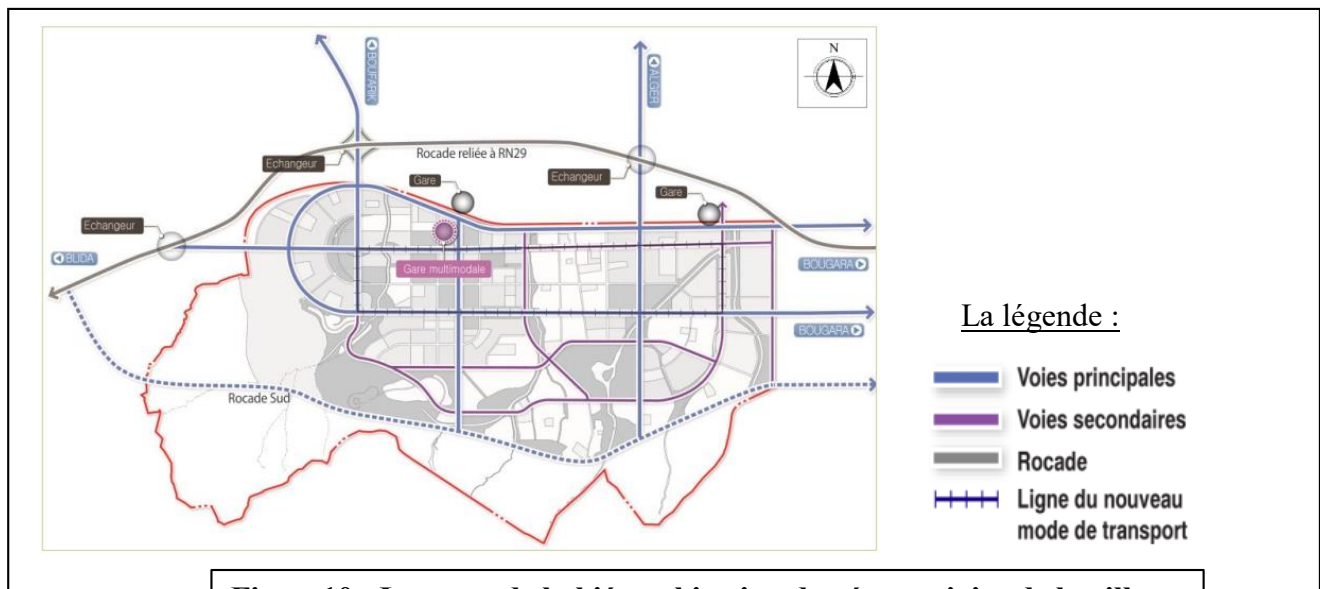 N
BOUFARIK
ALGER
Echangeur
Rocade reliée à RN29
Echangeur
Gare
Gare
Echangeur
BLIDA
Gare multimodale
BOUGARA
BOUGARA
Rocade Sud
La légende :
Voies principales
Voies secondaires
Rocade
Ligne du nouveau
mode de transport